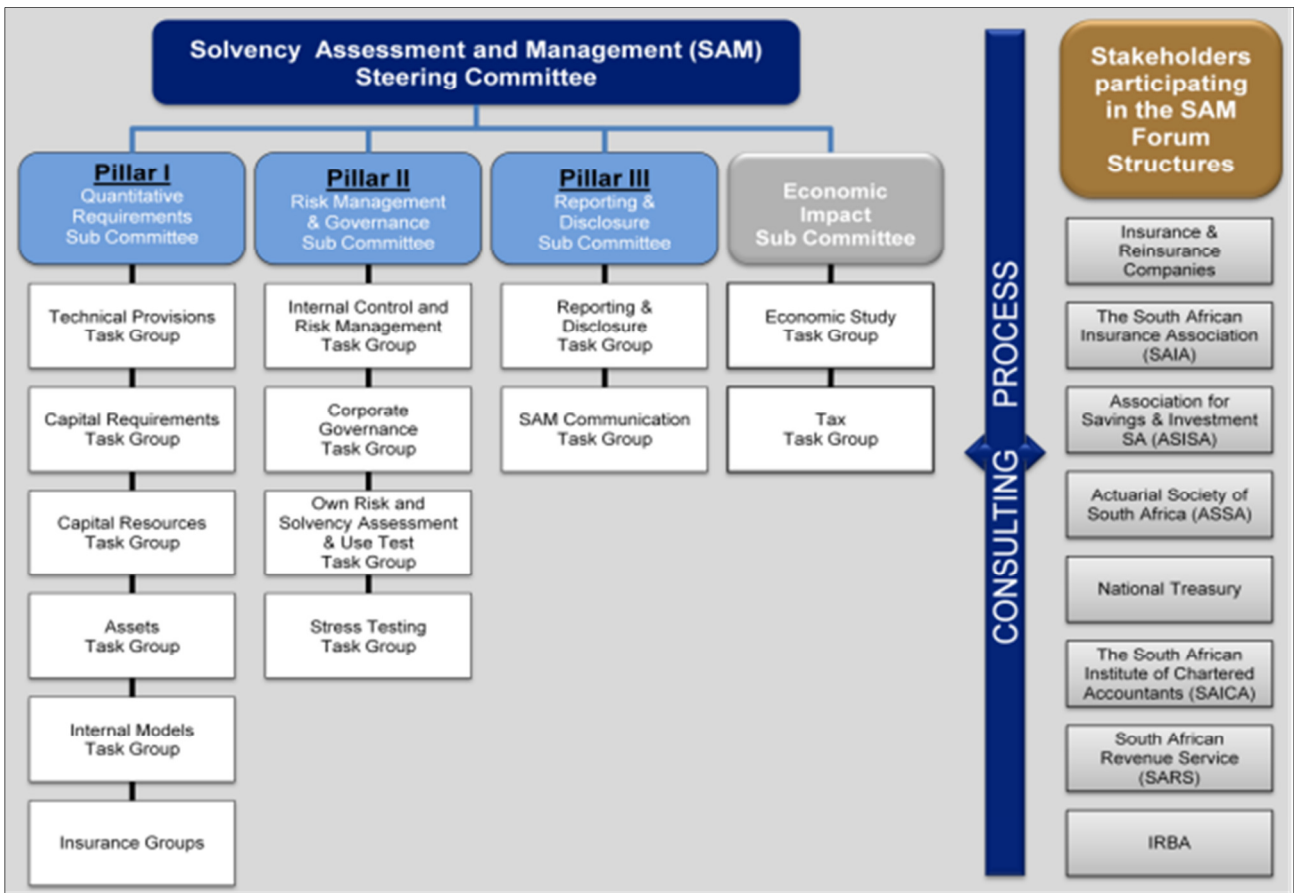 Solvency Assessment and Management (SAM)
Steering Committee
Pillar I
Quantitative
Requirements
Sub Committee
Technical Provisions
Task Group
Capital Requirements
Task Group
Capital Resources
Task Group
Assets
Task Group
Internal Models
Task Group
Insurance Groups
Pillar II
Risk Management
& Governance
Sub Committee
Internal Control and
Risk Management
Task Group
Corporate
Governance
Task Group
Own Risk and
Solvency Assessment
& Use Test
Task Group
Stress Testing
Task Group
Pillar III
Reporting &
Disclosure
Sub Committee
Reporting &
Disclosure
Task Group
SAM Communication
Task Group
Economic
Impact
Sub Committee
Economic Study
Task Group
Tax
Task Group
CONSULTING PROCESS
Stakeholders
participating
in the SAM
Forum
Structures
Insurance &
Reinsurance
Companies
The South African
Insurance Association
(SAIA)
Association for
Savings & Investment
SA (ASISA)
Actuarial Society of
South Africa (ASSA)
National Treasury
The South African
Institute of Chartered
Accountants (SAICA)
South African
Revenue Service
(SARS)
IRBA